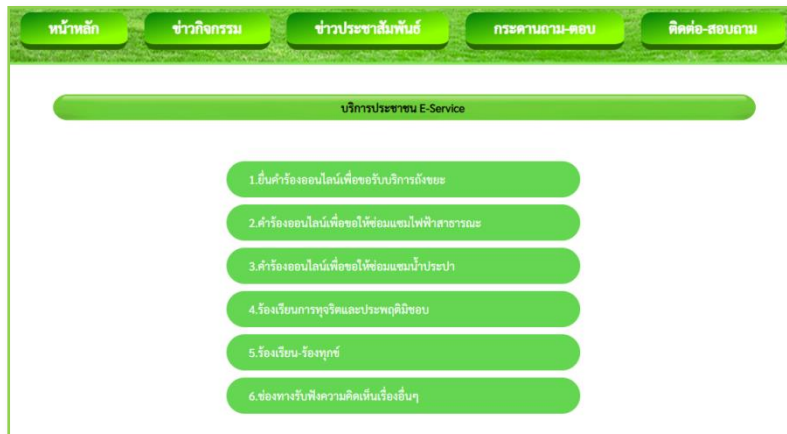 หน้าหลัก ข่าวกิจกรรม ข่าวประชาสัมพันธ์ กระดานถาม-ตอบ ติดต่อ-สอบถาม
บริการประชาชน E-Service
1.ยื่นคำร้องออนไลน์เพื่อขอรับบริการถังขยะ
2.คำร้องออนไลน์เพื่อขอให้ซ่อมแซมไฟฟ้าสาธารณะ
3.คำร้องออนไลน์เพื่อขอให้ซ่อมแซมน้ำประปา
4.ร้องเรียนการทุจริตและประพฤติมิชอบ
5.ร้องเรียน-ร้องทุกข์
6.ช่องทางรับฟังความคิดเห็นเรื่องอื่นๆ